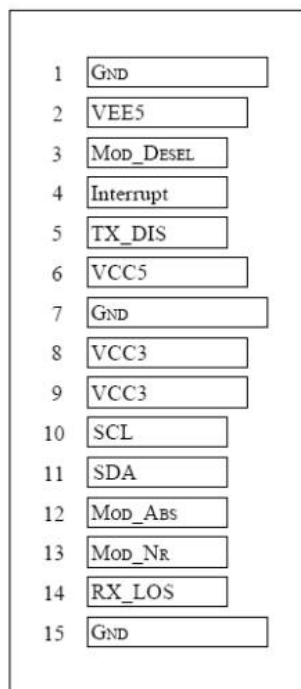 1 GND
2 VEE5
3 MOD_DESEL
4 Interrupt
5 TX_DIS
6 VCC5
7 GND
8 VCC3
9 VCC3
10 SCL
11 SDA
12 MOD_ABS
13 MOD_NR
14 RX_LOS
15 GND